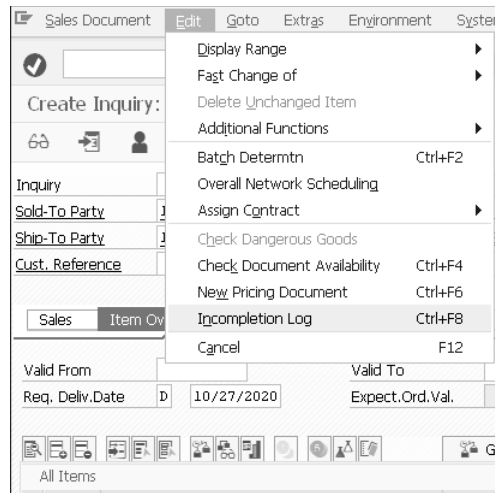 Sales Document Edit Goto Extras Environment Syste
Display Range
Fast Change of
Create Inquiry: Delete Unchanged Item
Additional Functions
Batch Determtn Ctrl+F2
Inquiry Overall Network Scheduling
Sold-To Party Assign Contract
Ship-To Party Check Dangerous Goods
Cust. Reference Check Document Availability Ctrl+F4
New Pricing Document Ctrl+F6
Sales Item Ov Incompletion Log Ctrl+F8
Cancel F12
Valid From Valid To
Req. Deliv.Date D 10/27/2020 Expect.Ord.Val.
G
All Items